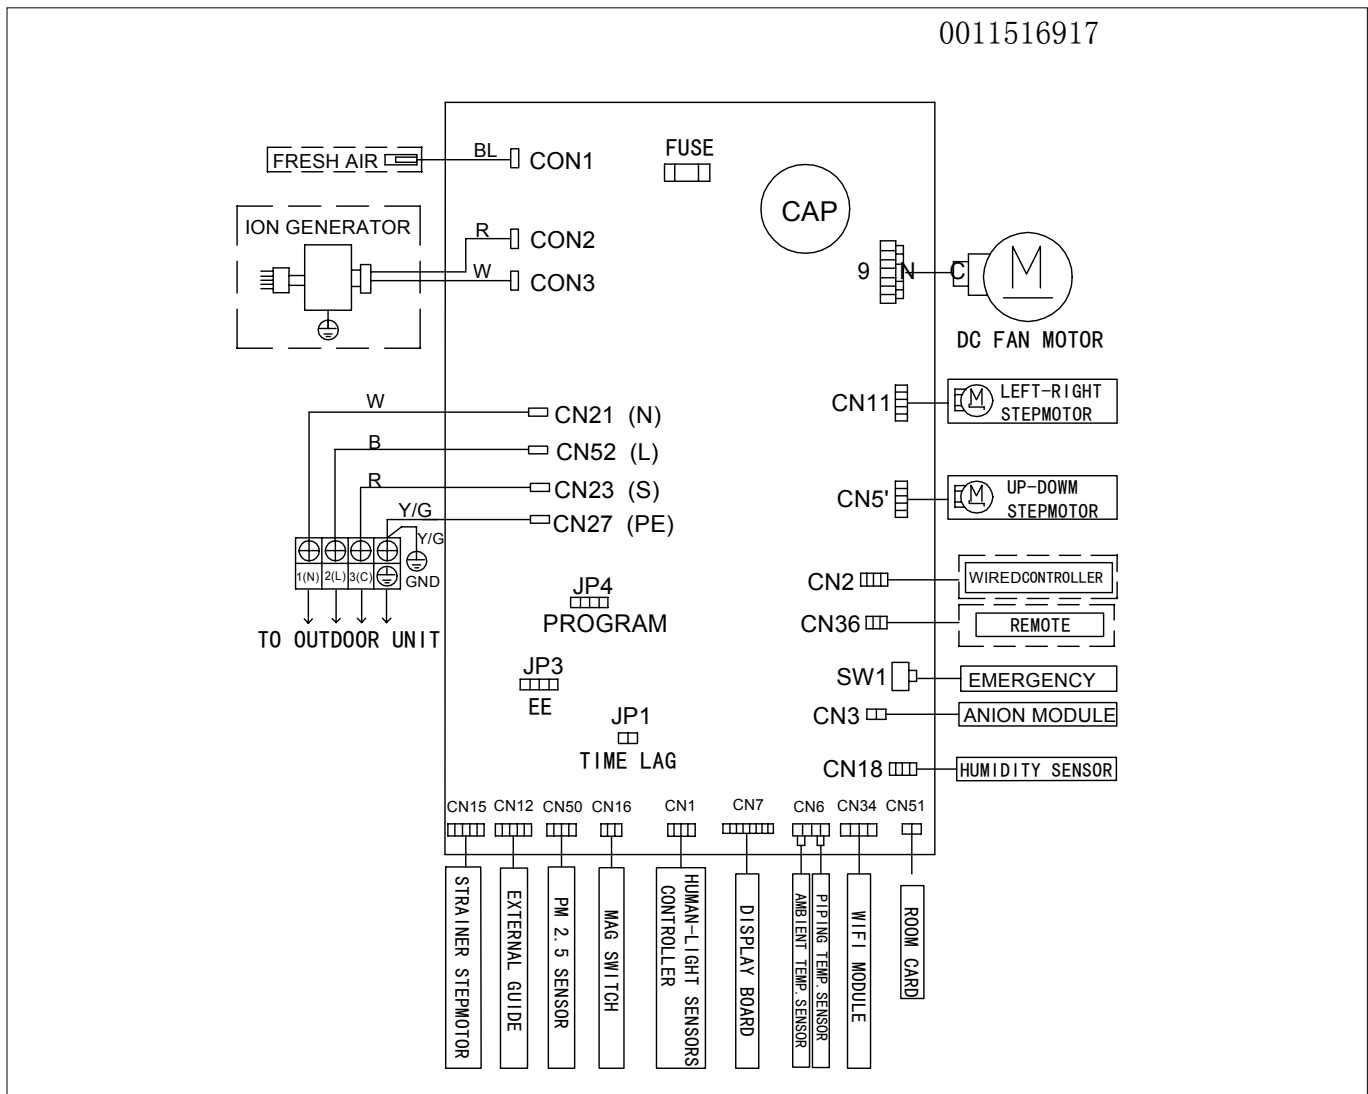 0011516917
FRESH AIR
BL
CON1
FUSE
CAP
ION GENERATOR
R
CON2
W
CON3
9 N C
M
DC FAN MOTOR
W
CN21 (N)
B
CN52 (L)
R
CN23 (S)
Y/G
CN27 (PE)
Y/G
GND
1(N) 2(L) 3(C)
TO OUTDOOR UNIT
CN11
M
LEFT-RIGHT
STEPMOTOR
CN5'
M
UP-DOWM
STEPMOTOR
CN2
WIREDCONTROLLER
CN36
REMOTE
SW1
EMERGENCY
CN3
ANION MODULE
CN18
HUMIDITY SENSOR
JP4
PROGRAM
JP3
EE
JP1
TIME LAG
CN15 CN12 CN50 CN16 CN1 CN7 CN6 CN34 CN51
STRAINER STEPMOTOR
EXTERNAL GUIDE
PM 2.5 SENSOR
MAG SWITCH
HUMAN-LIGHT SENSORS
CONTROLLER
DISPLAY BOARD
AMBIENT TEMP.SENSOR
PIPING TEMP.SENSOR
WIFI MODULE
ROOM CARD